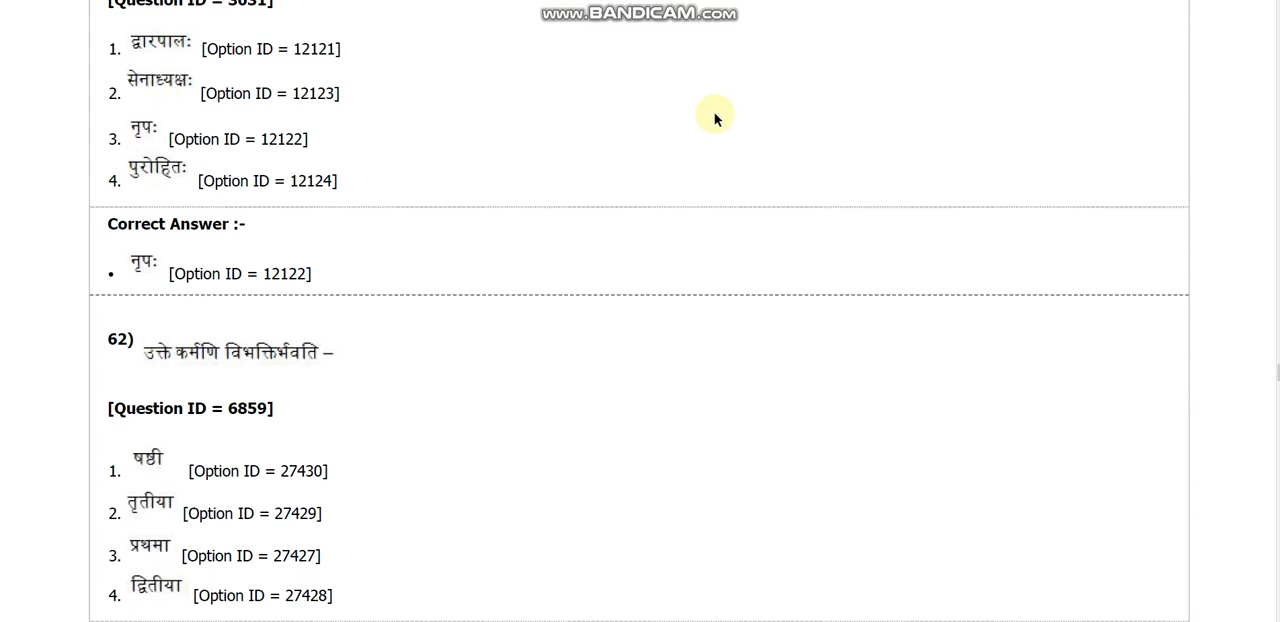 [Question ID = 3031]
www.BANDICAM.com
1. द्वारपालः [Option ID = 12121]
2. सेनाध्यक्षः [Option ID = 12123]
3. नृपः [Option ID = 12122]
4. पुरोहितः [Option ID = 12124]
Correct Answer :-
• नृपः [Option ID = 12122]
62) उक्ते कर्मणि विभक्तिर्भवति –
[Question ID = 6859]
1. षष्ठी [Option ID = 27430]
2. तृतीया [Option ID = 27429]
3. प्रथमा [Option ID = 27427]
4. द्वितीया [Option ID = 27428]